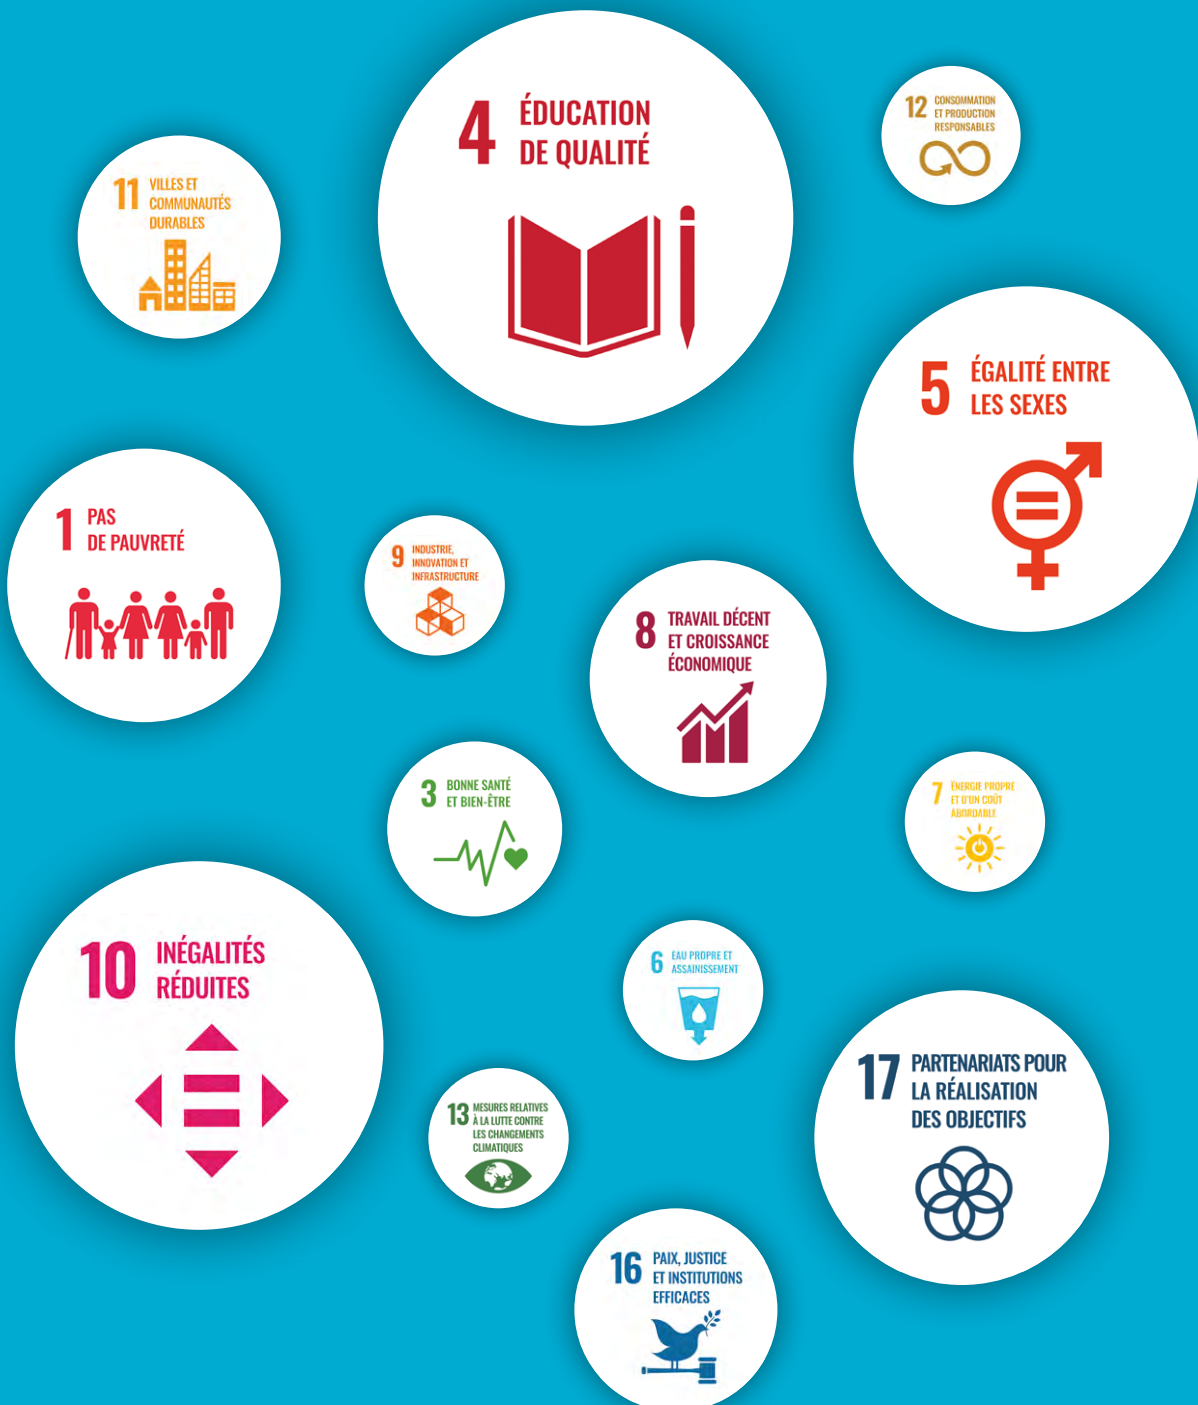 4 ÉDUCATION
DE QUALITÉ
12 CONSOMMATION
ET PRODUCTION
RESPONSABLES
11 VILLES ET
COMMUNAUTÉS
DURABLES
5 ÉGALITÉ ENTRE
LES SEXES
1 PAS
DE PAUVRETÉ
9 INDUSTRIE,
INNOVATION ET
INFRASTRUCTURE
8 TRAVAIL DÉCENT
ET CROISSANCE
ÉCONOMIQUE
3 BONNE SANTÉ
ET BIEN-ÊTRE
7 ÉNERGIE PROPRE
ET D'UN COÛT
ABORDABLE
10 INÉGALITÉS
RÉDUITES
6 EAU PROPRE ET
ASSAINISSEMENT
17 PARTENARIATS POUR
LA RÉALISATION
DES OBJECTIFS
13 MESURES RELATIVES
À LA LUTTE CONTRE
LES CHANGEMENTS
CLIMATIQUES
16 PAIX, JUSTICE
ET INSTITUTIONS
EFFICACES